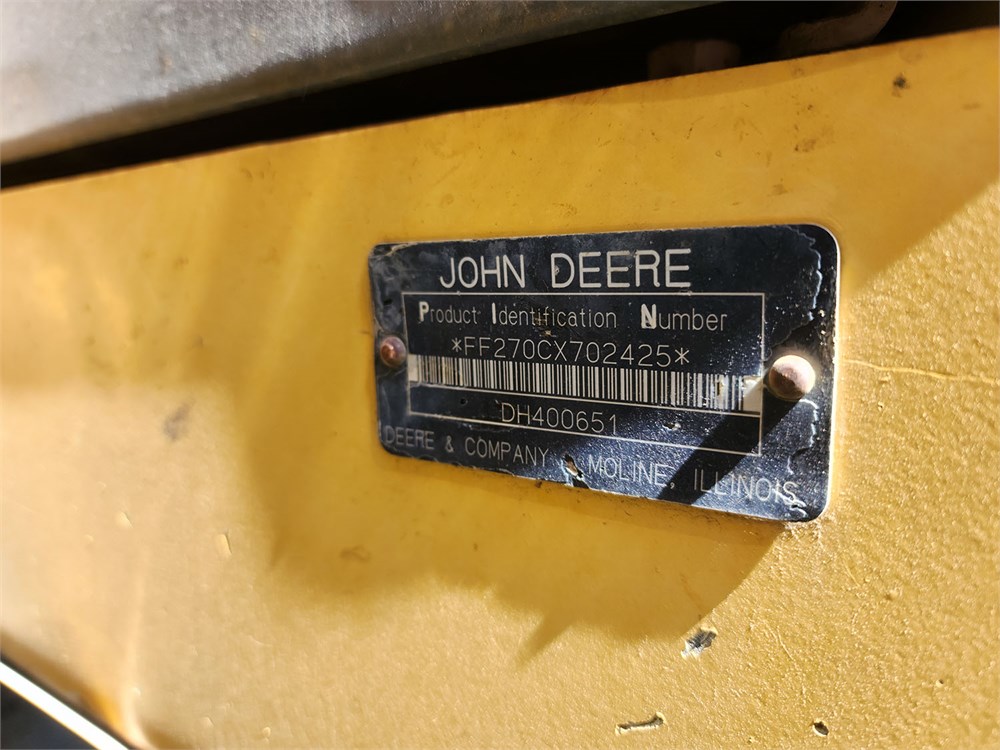 JOHN DEERE
Product Identification Number
*FF270CX702425*
DH400651
DEERE & COMPANY MOLINE, ILLINOIS